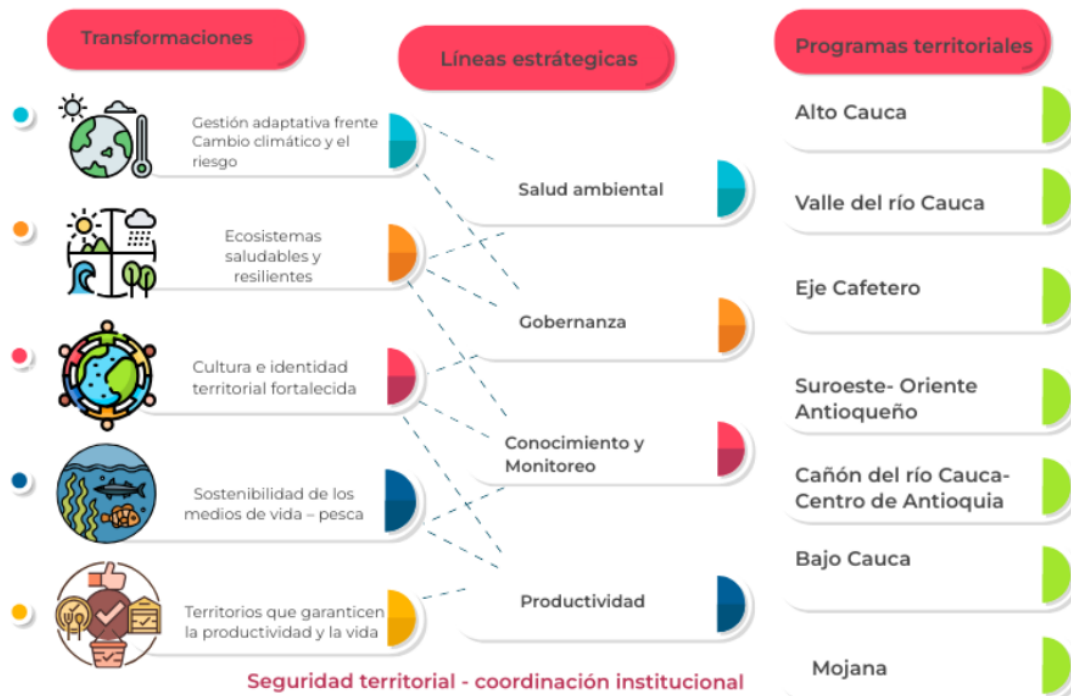 Transformaciones
Líneas estrátegicas
Programas territoriales
Gestión adaptativa frente
Cambio climático y el
riesgo
Ecosistemas
saludables y
resilientes
Cultura e identidad
territorial fortalecida
Sostenibilidad de los
medios de vida – pesca
Territorios que garanticen
la productividad y la vida
Salud ambiental
Gobernanza
Conocimiento y
Monitoreo
Productividad
Alto Cauca
Valle del río Cauca
Eje Cafetero
Suroeste- Oriente
Antioqueño
Cañón del río Cauca-
Centro de Antioquia
Bajo Cauca
Mojana
Seguridad territorial - coordinación institucional